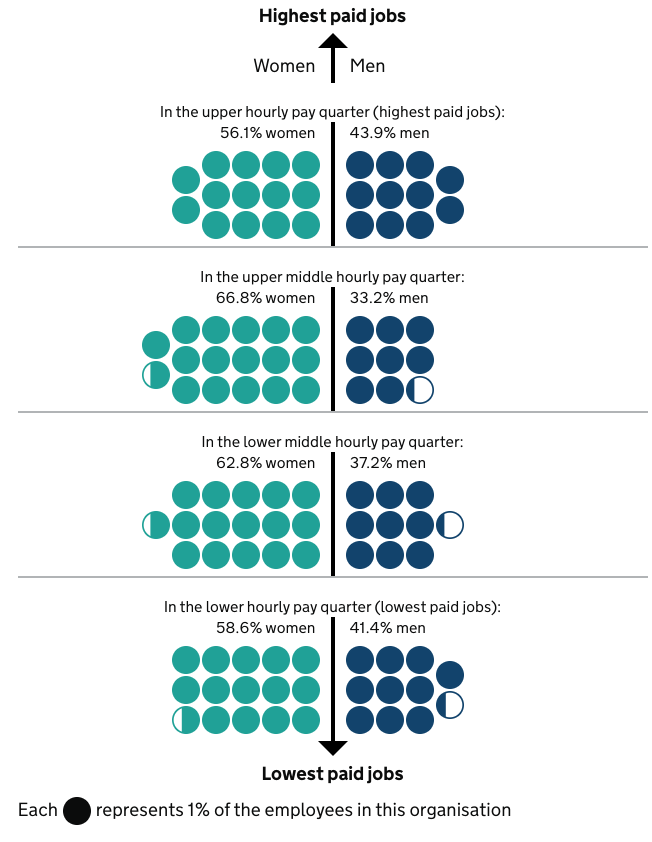 Highest paid jobs
Women Men
In the upper hourly pay quarter (highest paid jobs):
56.1% women 43.9% men
In the upper middle hourly pay quarter:
66.8% women 33.2% men
In the lower middle hourly pay quarter:
62.8% women 37.2% men
In the lower hourly pay quarter (lowest paid jobs):
58.6% women 41.4% men
Lowest paid jobs
Each represents 1% of the employees in this organisation